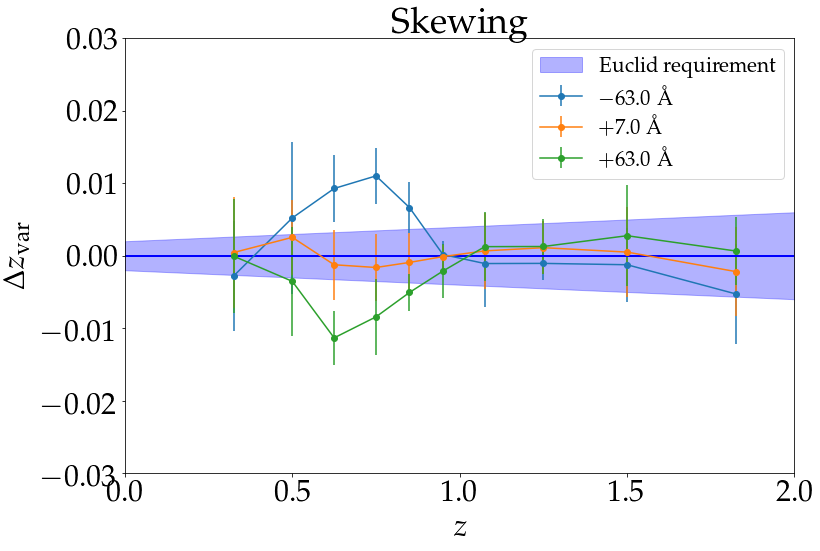 Skewing
Euclid requirement
−63.0 Å
+7.0 Å
+63.0 Å
0.03
0.02
0.01
0.00
−0.01
−0.02
−0.03
Δz_var
0.0 0.5 1.0 1.5 2.0
z